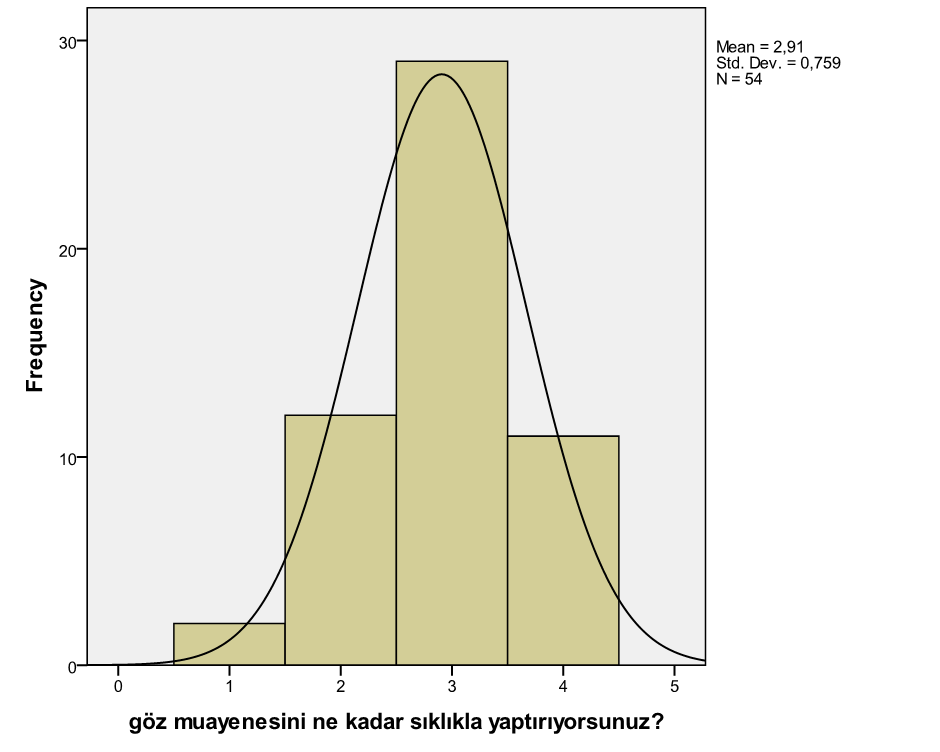 30
20
10
0
Frequency
0 1 2 3 4 5
göz muayenesini ne kadar sıklıkla yaptırıyorsunuz?
Mean = 2,91
Std. Dev. = 0,759
N = 54